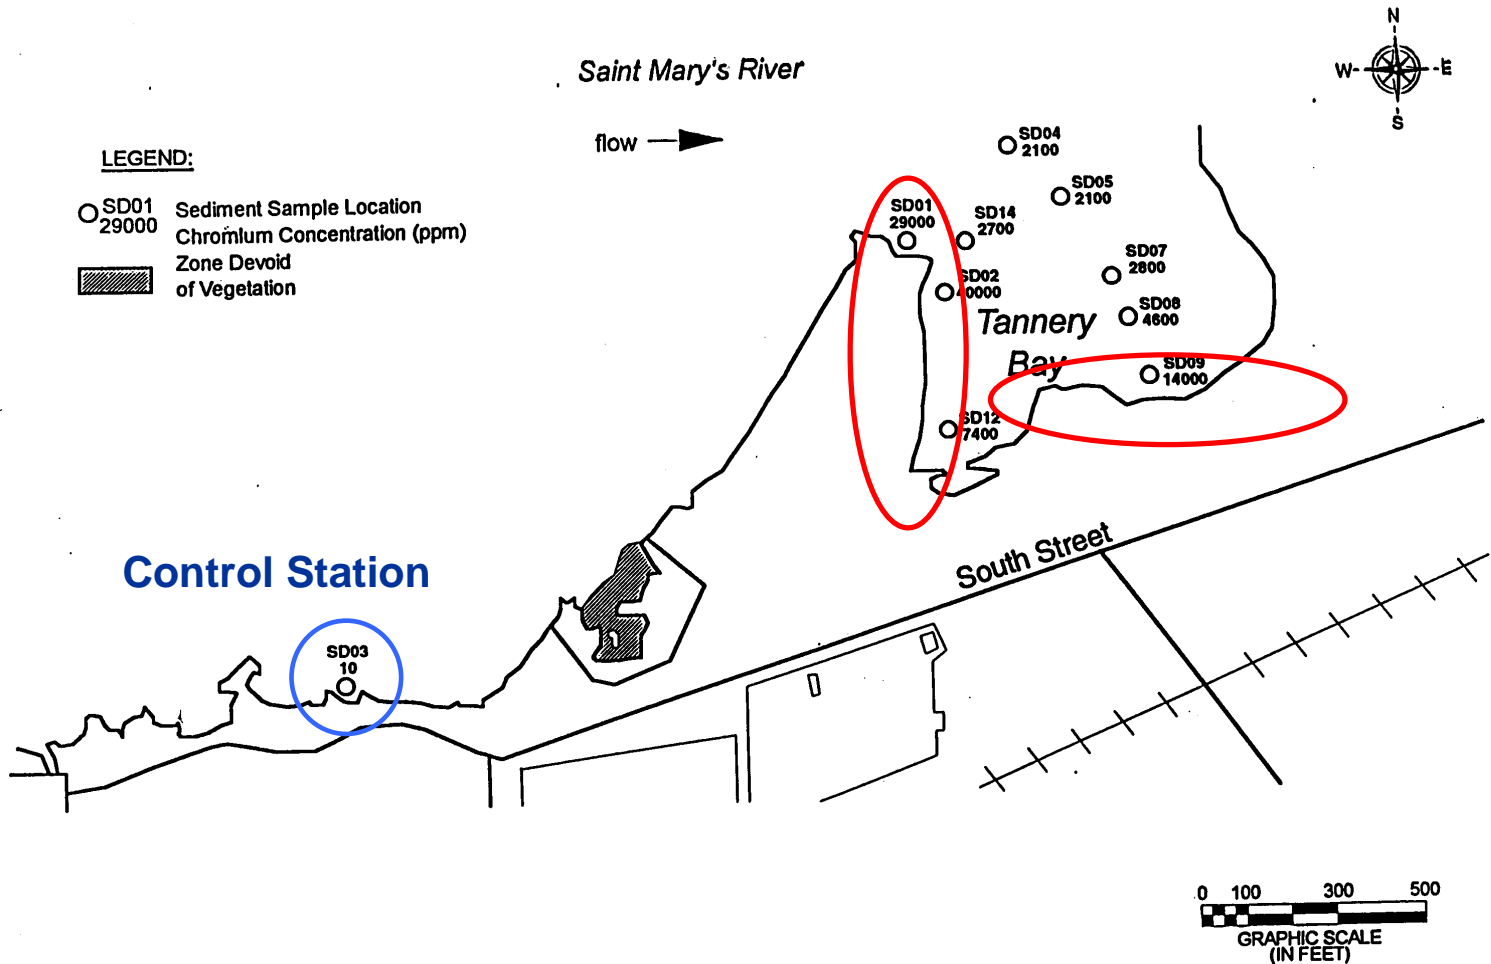 N
W
E
S
Saint Mary's River
flow
LEGEND:
SD01
29000
Sediment Sample Location
Chromium Concentration (ppm)
Zone Devoid
of Vegetation
SD04
2100
SD05
2100
SD01
29000
SD14
2700
SD07
2800
SD02
40000
SD08
4600
Tannery
Bay
SD09
14000
SD12
7400
South Street
Control Station
SD03
10
0 100 300 500
GRAPHIC SCALE
(IN FEET)